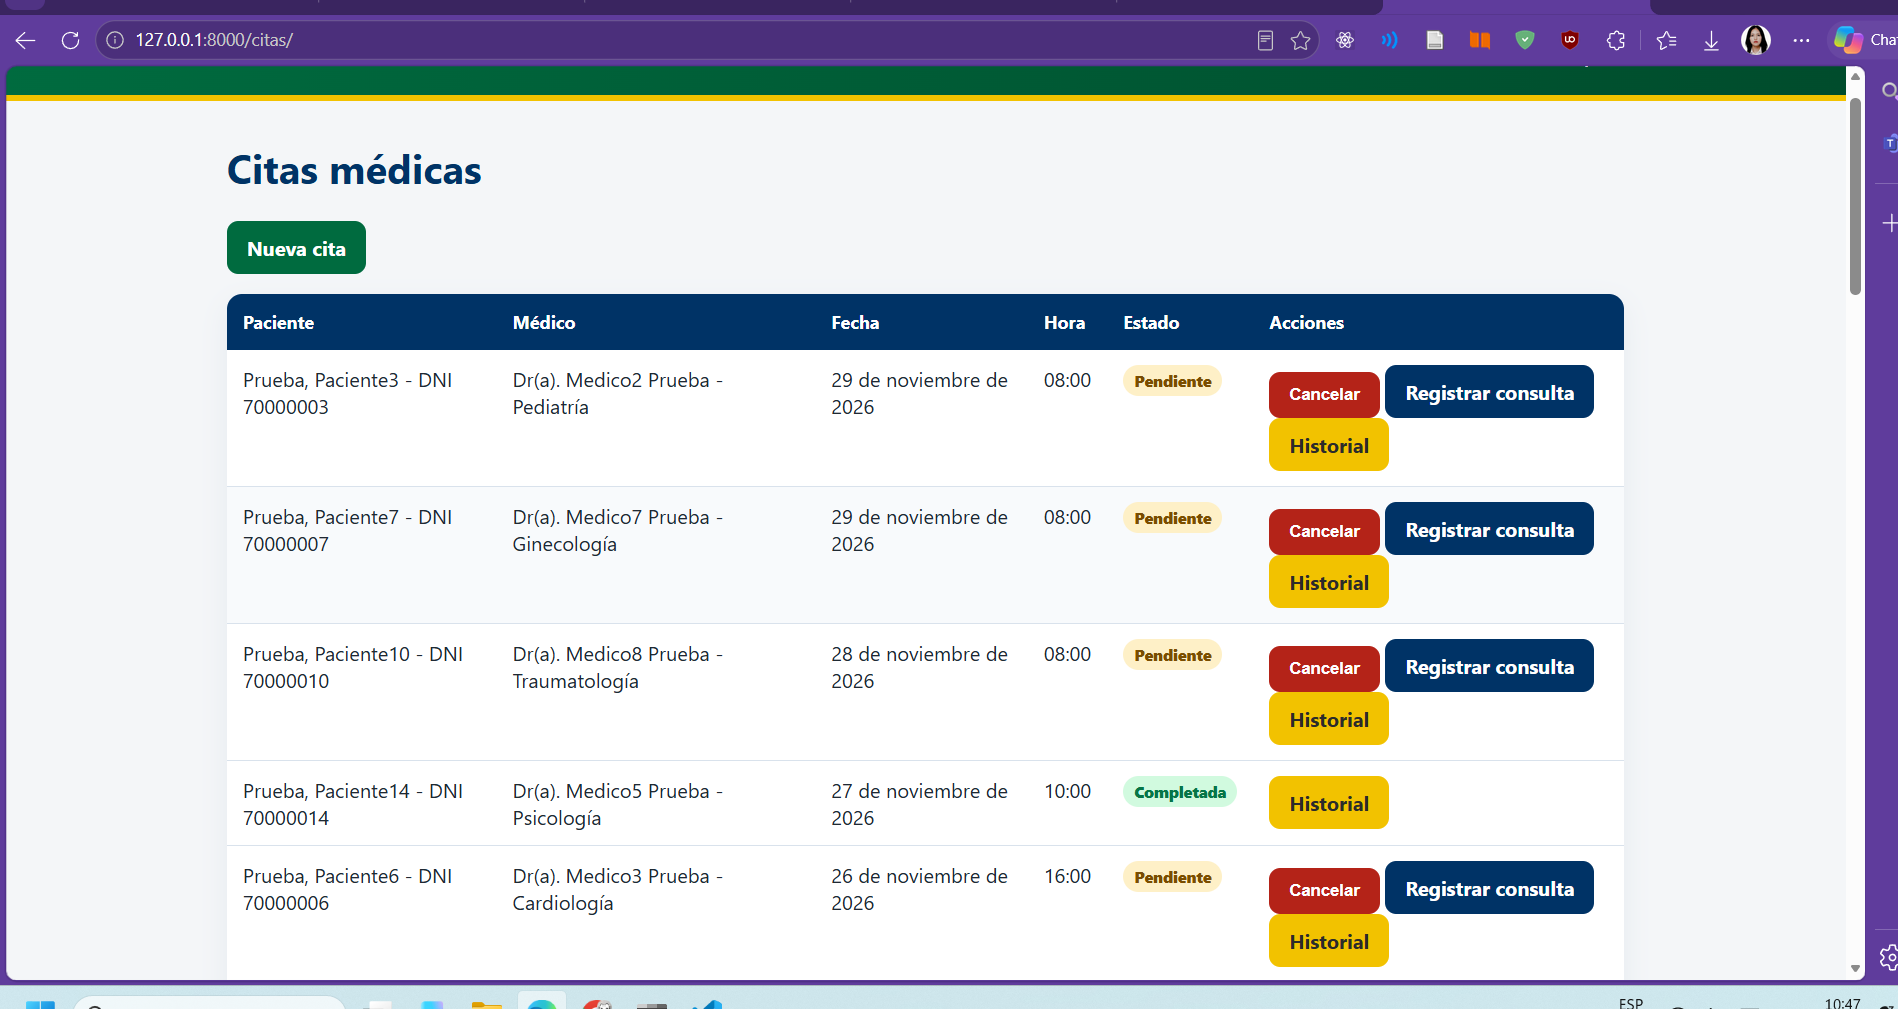 127.0.0.1:8000/citas/
Citas médicas
Nueva cita
Paciente Médico Fecha Hora Estado Acciones
Prueba, Paciente3 - DNI
70000003
Dr(a). Medico2 Prueba -
Pediatría
29 de noviembre de
2026
08:00
Pendiente
Cancelar
Registrar consulta
Historial
Prueba, Paciente7 - DNI
70000007
Dr(a). Medico7 Prueba -
Ginecología
29 de noviembre de
2026
08:00
Pendiente
Cancelar
Registrar consulta
Historial
Prueba, Paciente10 - DNI
70000010
Dr(a). Medico8 Prueba -
Traumatología
28 de noviembre de
2026
08:00
Pendiente
Cancelar
Registrar consulta
Historial
Prueba, Paciente14 - DNI
70000014
Dr(a). Medico5 Prueba -
Psicología
27 de noviembre de
2026
10:00
Completada
Historial
Prueba, Paciente6 - DNI
70000006
Dr(a). Medico3 Prueba -
Cardiología
26 de noviembre de
2026
16:00
Pendiente
Cancelar
Registrar consulta
Historial
ESP
10:47